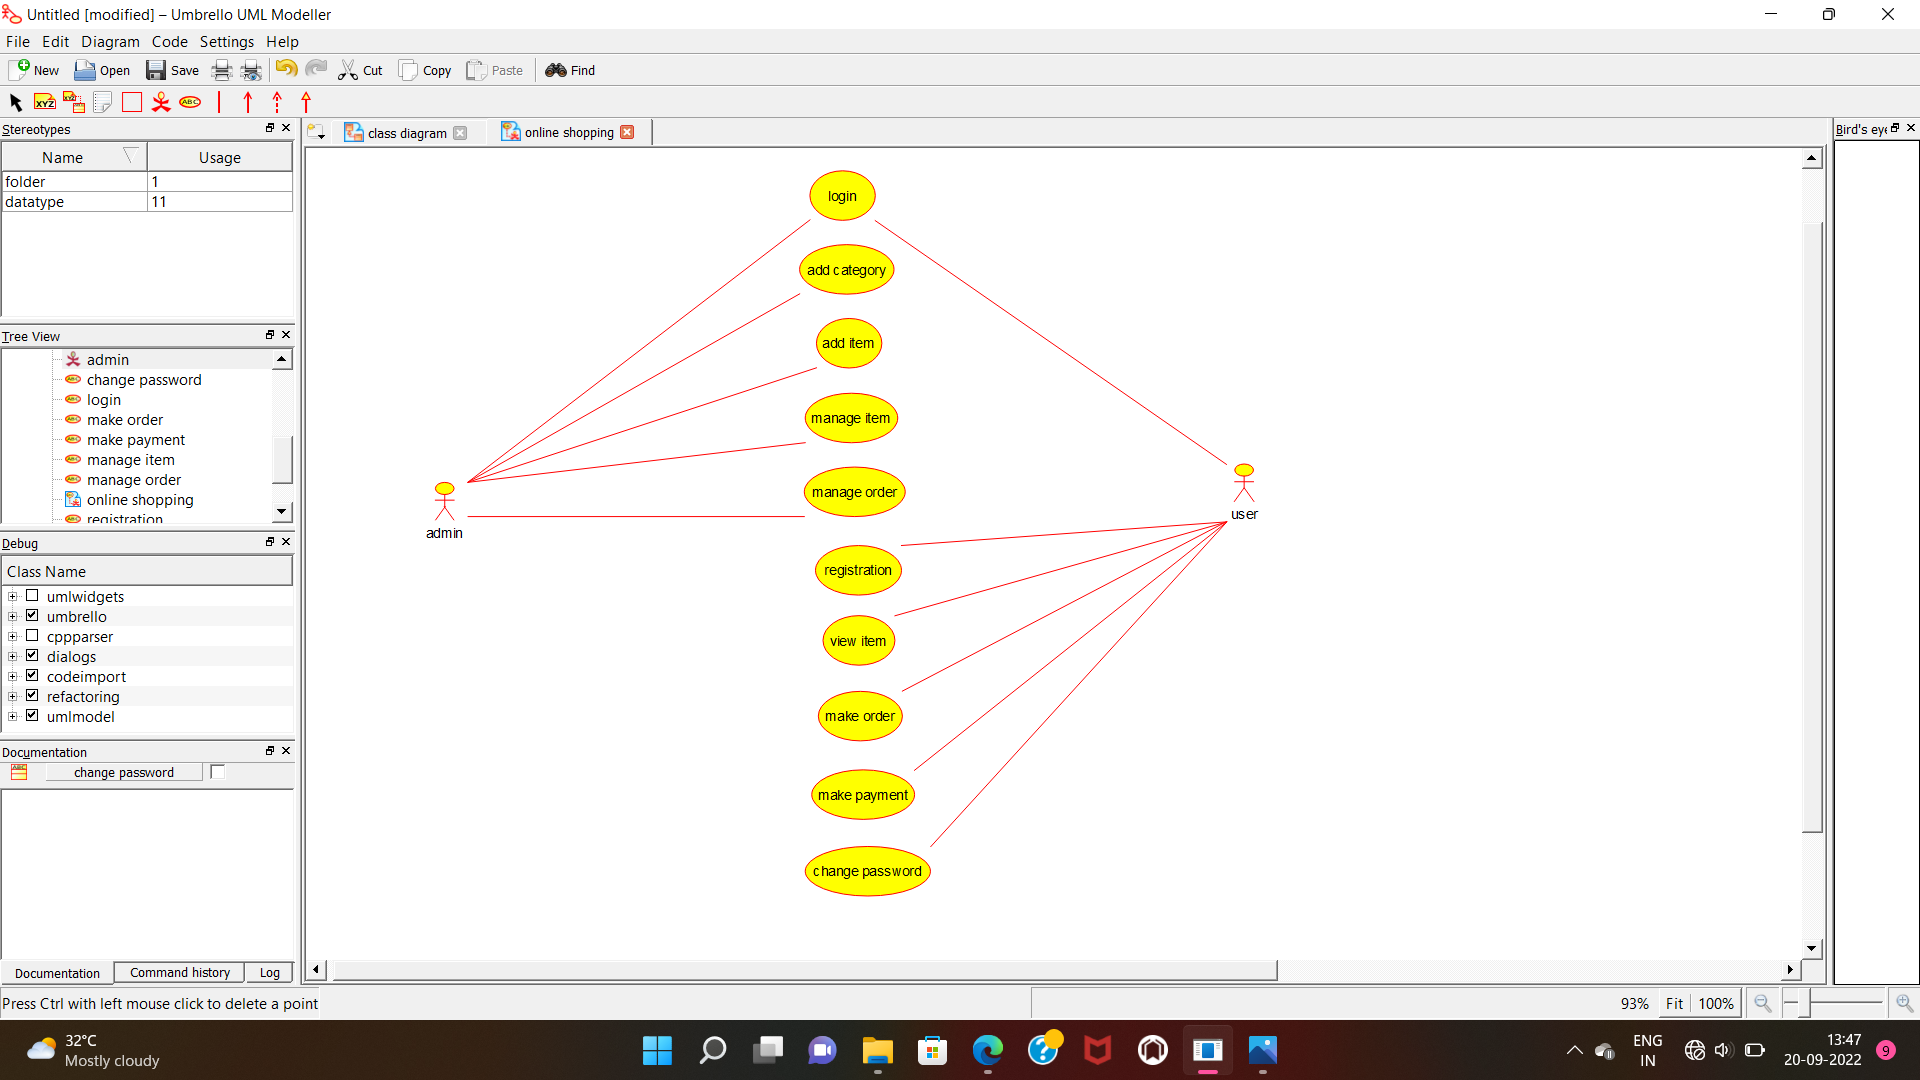 Untitled [modified] – Umbrello UML Modeller
File Edit Diagram Code Settings Help
New Open Save Cut Copy Paste Find
XYZ XYZ ABC
Stereotypes
Name Usage
folder 1
datatype 11
Tree View
admin
change password
login
make order
make payment
manage item
manage order
online shopping
registration
Debug
Class Name
umlwidgets
umbrello
cppparser
dialogs
codeimport
refactoring
umlmodel
Documentation
change password
Documentation Command history Log
class diagram online shopping
login
add category
add item
manage item
manage order
registration
view item
make order
make payment
change password
admin
user
Bird's eye
Press Ctrl with left mouse click to delete a point
93% Fit 100%
32°C
Mostly cloudy
ENG
IN
13:47
20-09-2022
9